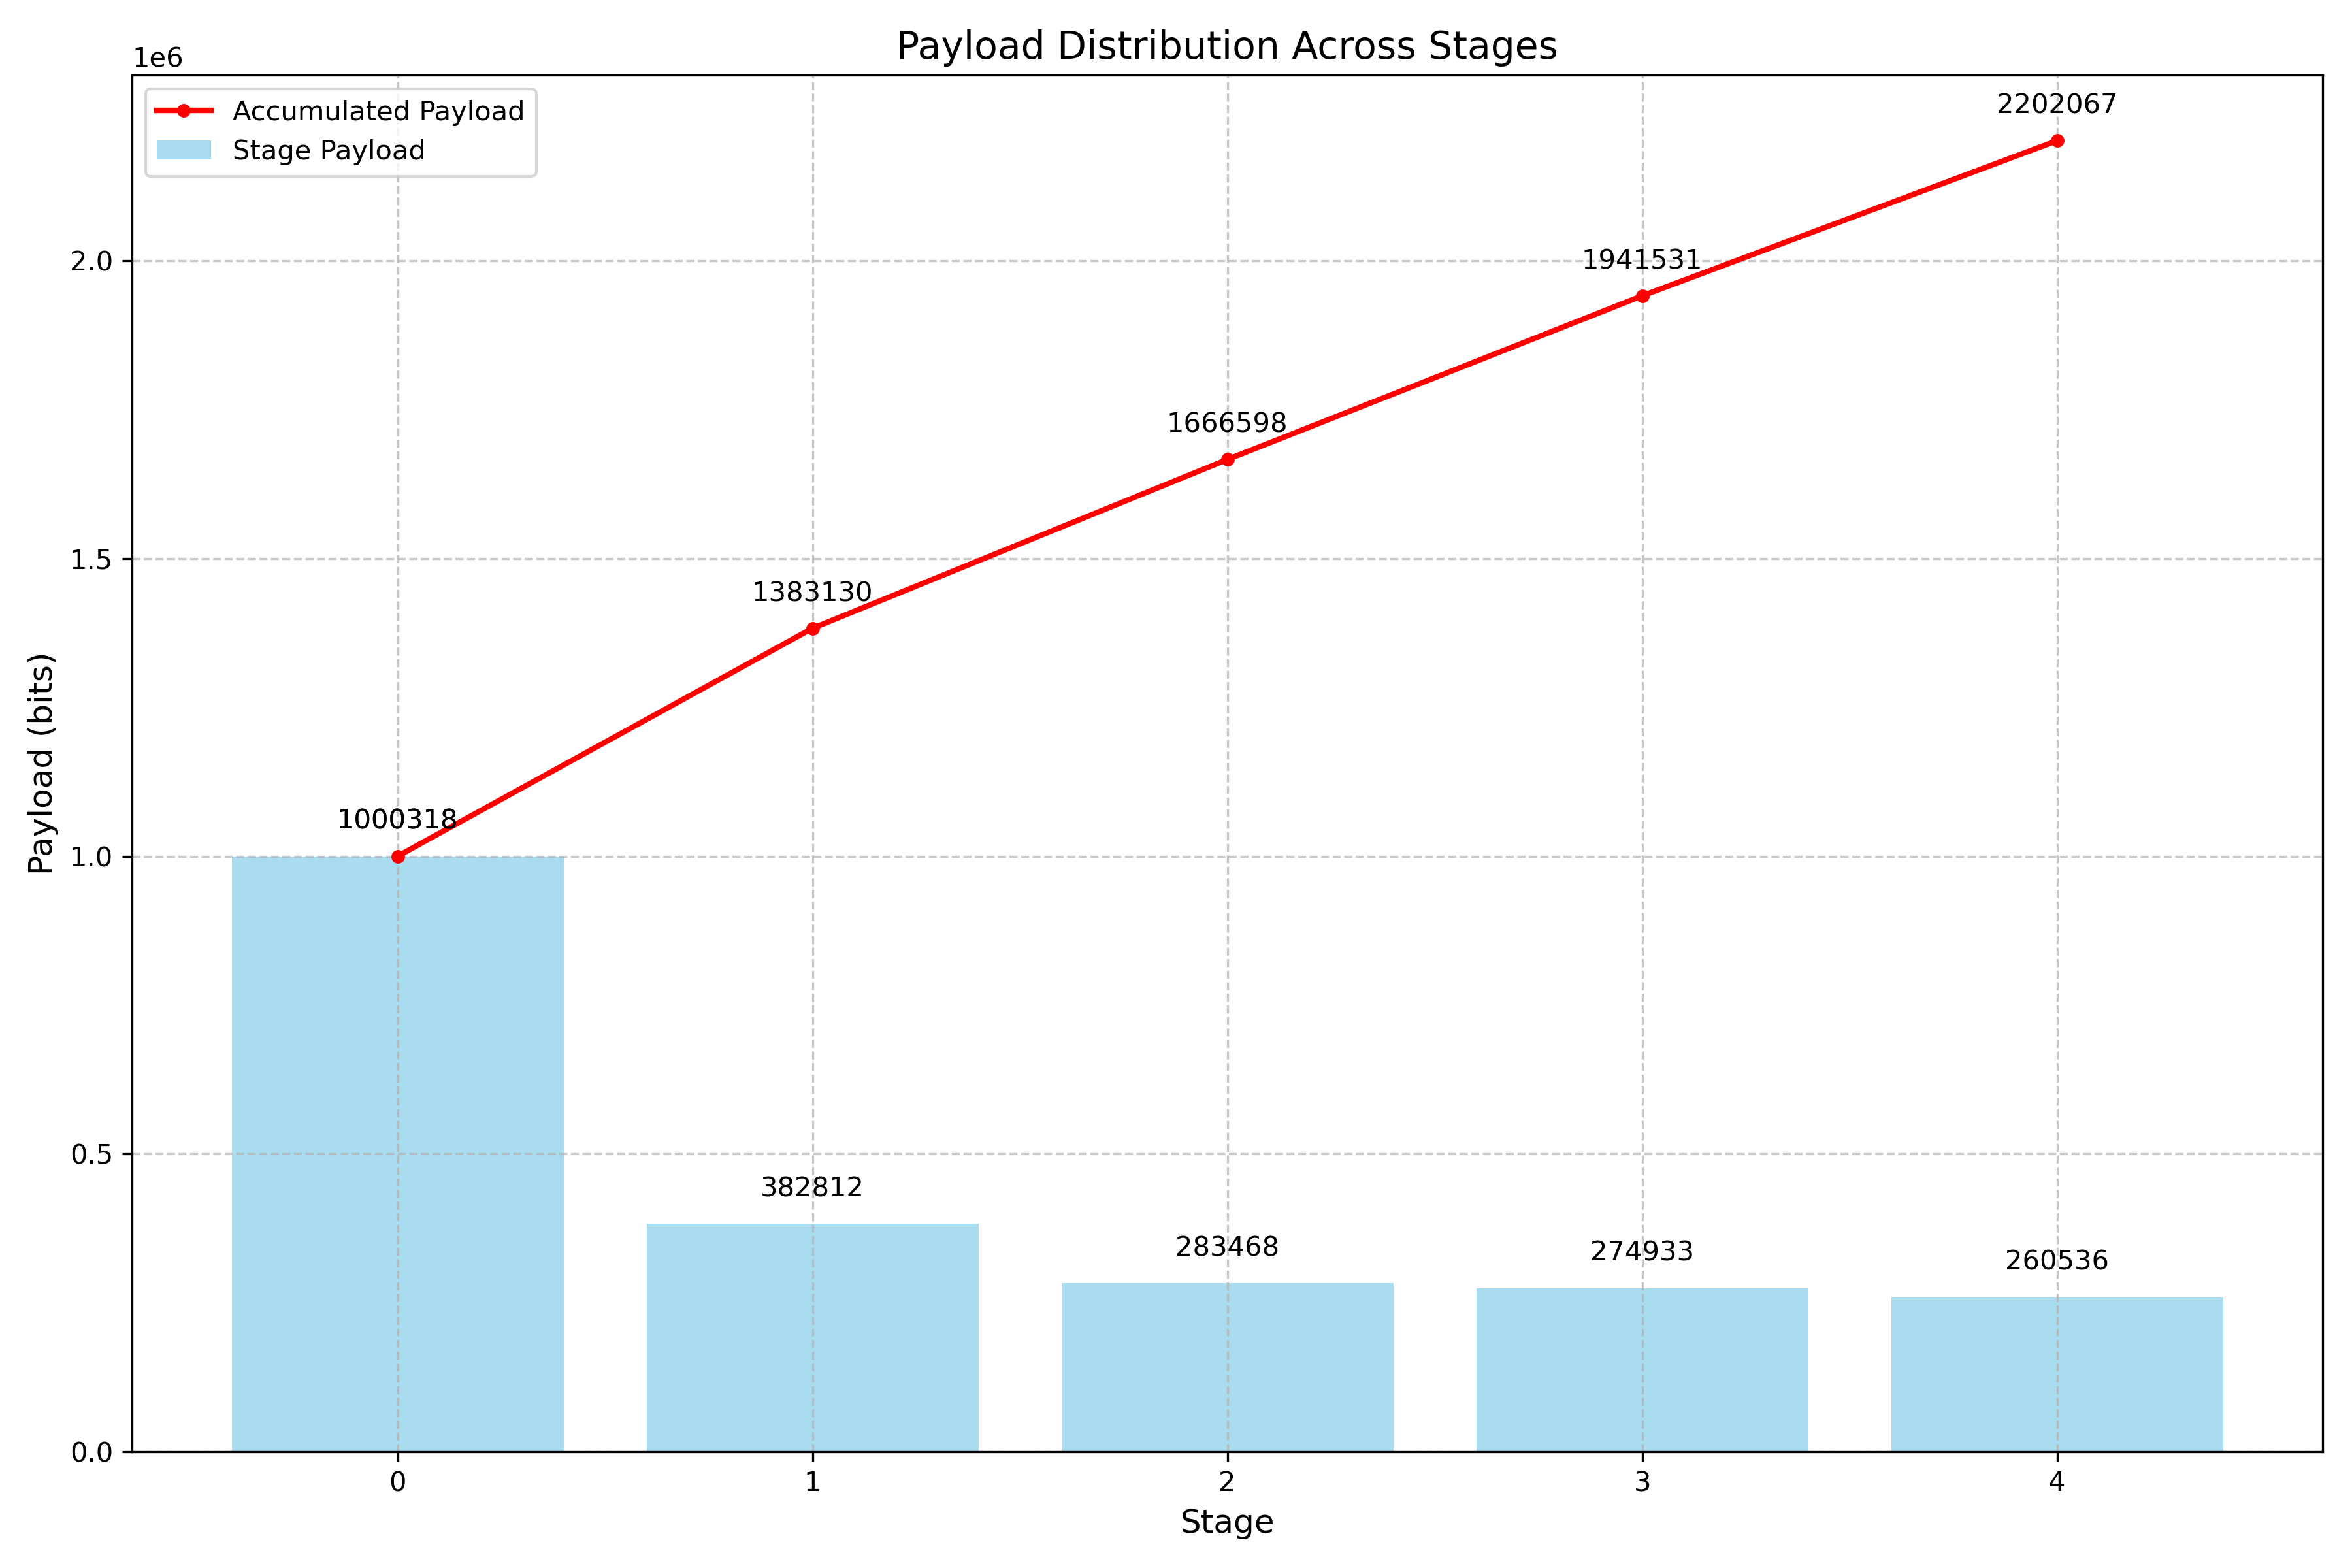 Payload Distribution Across Stages
1e6
Accumulated Payload
Stage Payload
2202067
2.0
1941531
1666598
1.5
1383130
Payload (bits)
1000318
1.0
0.5
382812
283468
274933
260536
0.0
0 1 2 3 4
Stage